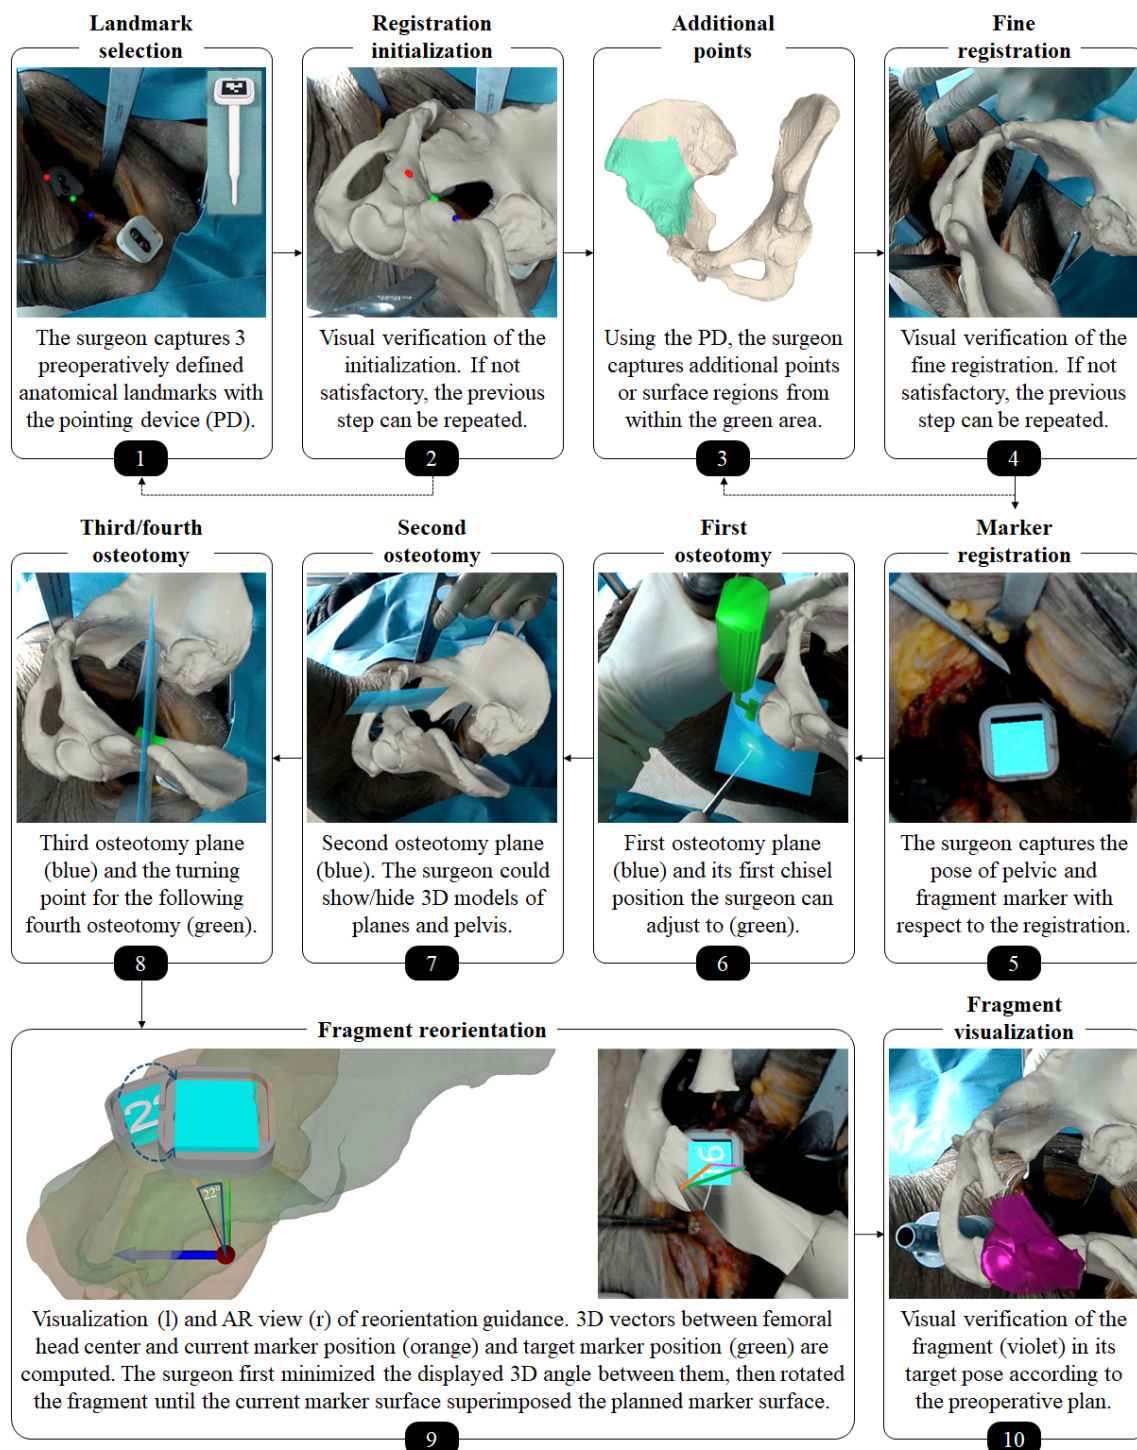 Landmark
selection
The surgeon captures 3
preoperatively defined
anatomical landmarks with
the pointing device (PD).
1
Registration
initialization
Visual verification of the
initialization. If not
satisfactory, the previous
step can be repeated.
2
Additional
points
Using the PD, the surgeon
captures additional points
or surface regions from
within the green area.
3
Fine
registration
Visual verification of the
fine registration. If not
satisfactory, the previous
step can be repeated.
4
Third/fourth
osteotomy
Third osteotomy plane
(blue) and the turning
point for the following
fourth osteotomy (green).
8
Second
osteotomy
Second osteotomy plane
(blue). The surgeon could
show/hide 3D models of
planes and pelvis.
7
First
osteotomy
First osteotomy plane
(blue) and its first chisel
position the surgeon can
adjust to (green).
6
Marker
registration
The surgeon captures the
pose of pelvic and
fragment marker with
respect to the registration.
5
Fragment reorientation
22°
16
Visualization (l) and AR view (r) of reorientation guidance. 3D vectors between femoral
head center and current marker position (orange) and target marker position (green) are
computed. The surgeon first minimized the displayed 3D angle between them, then rotated
the fragment until the current marker surface superimposed the planned marker surface.
9
Fragment
visualization
Visual verification of the
fragment (violet) in its
target pose according to
the preoperative plan.
10